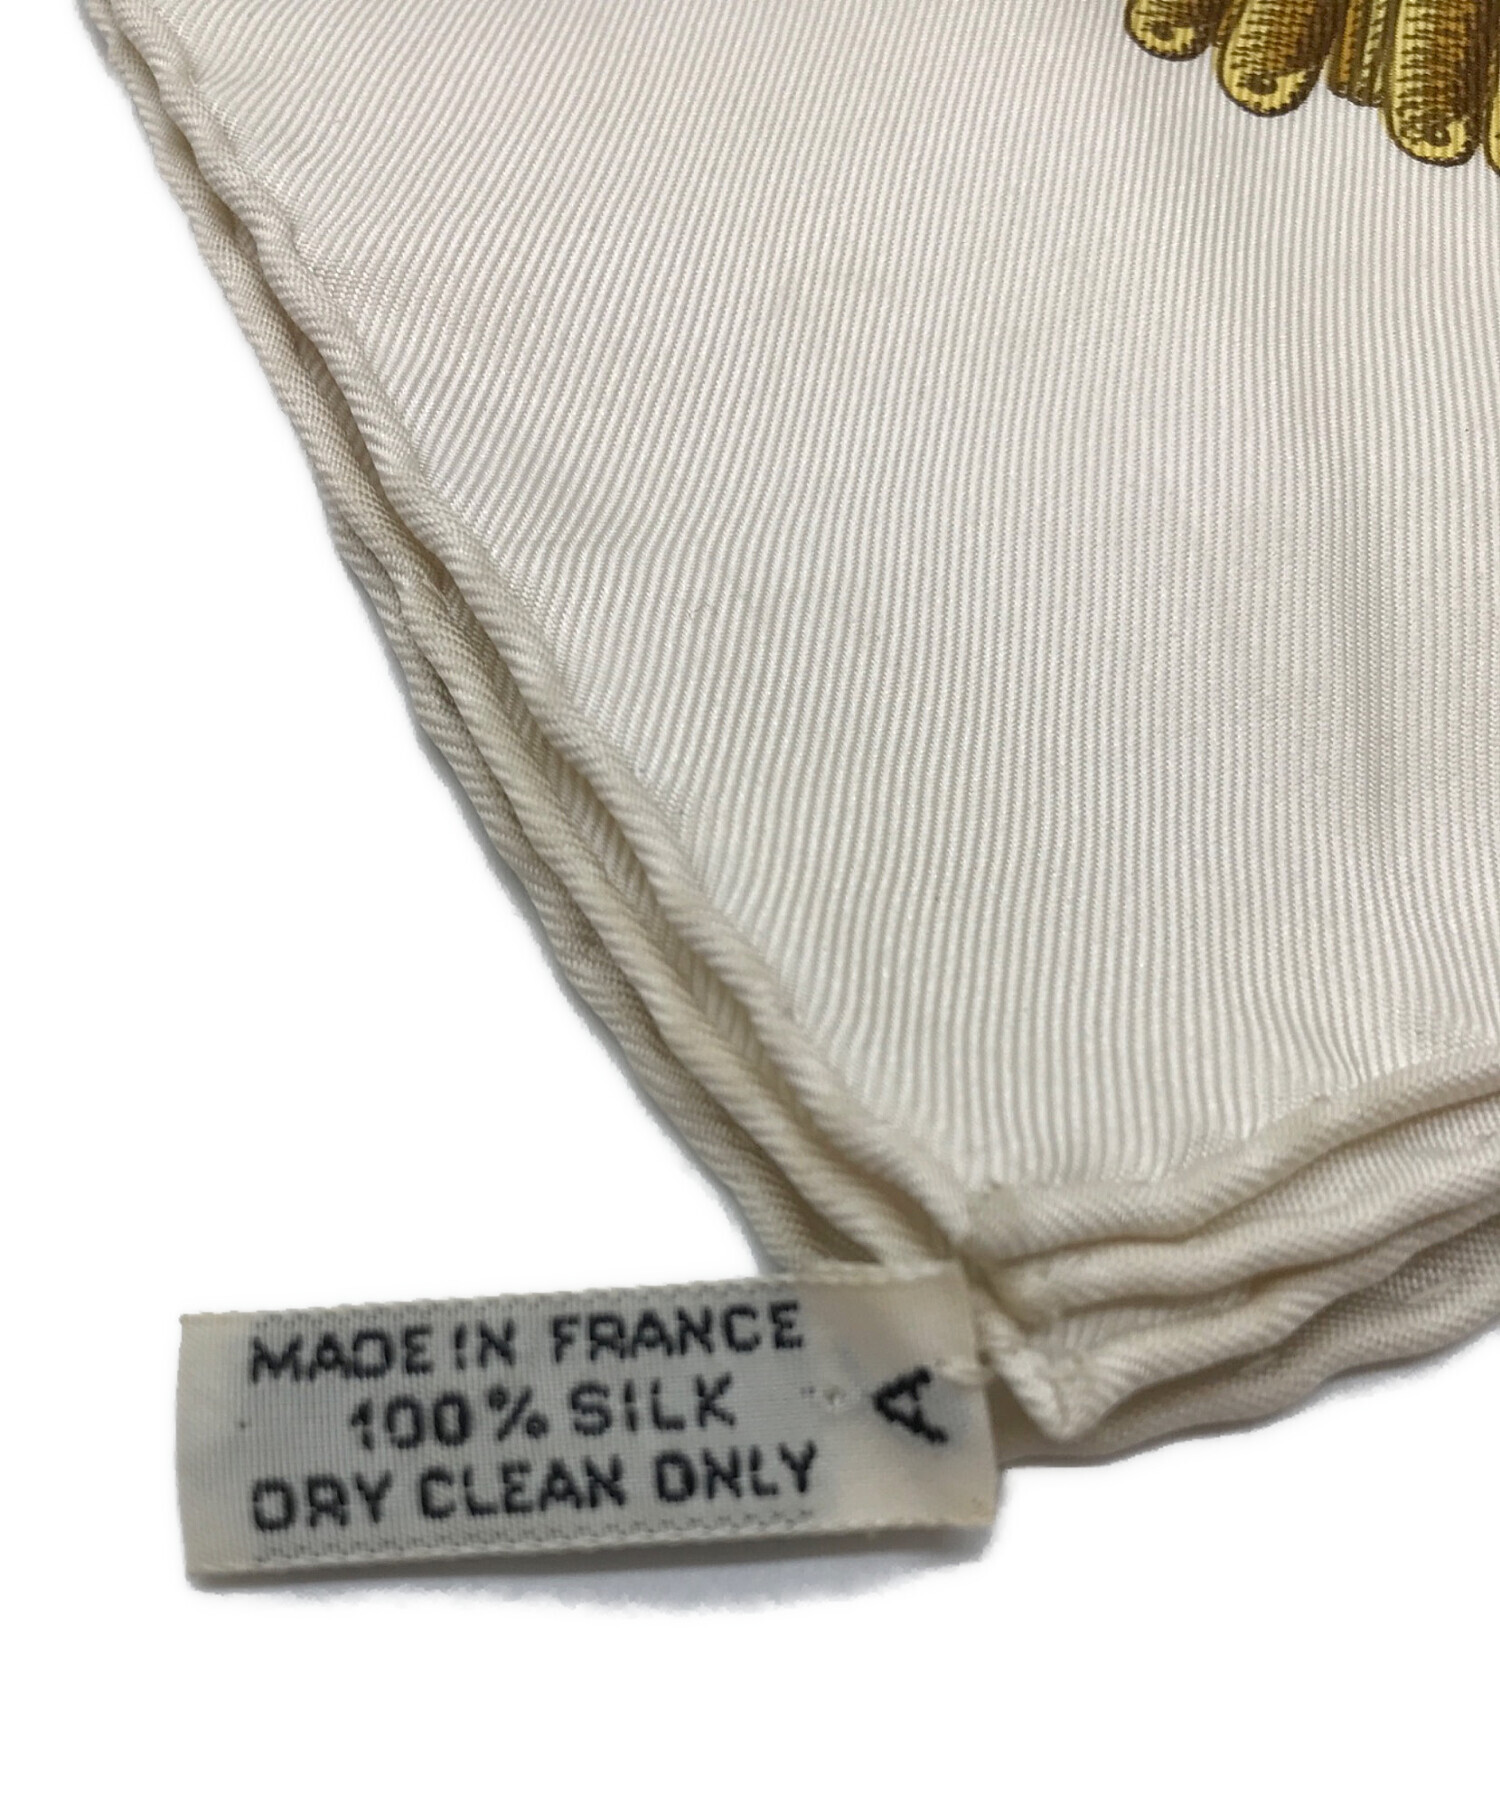 MADE IN FRANCE
100% SILK
DRY CLEAN ONLY
A